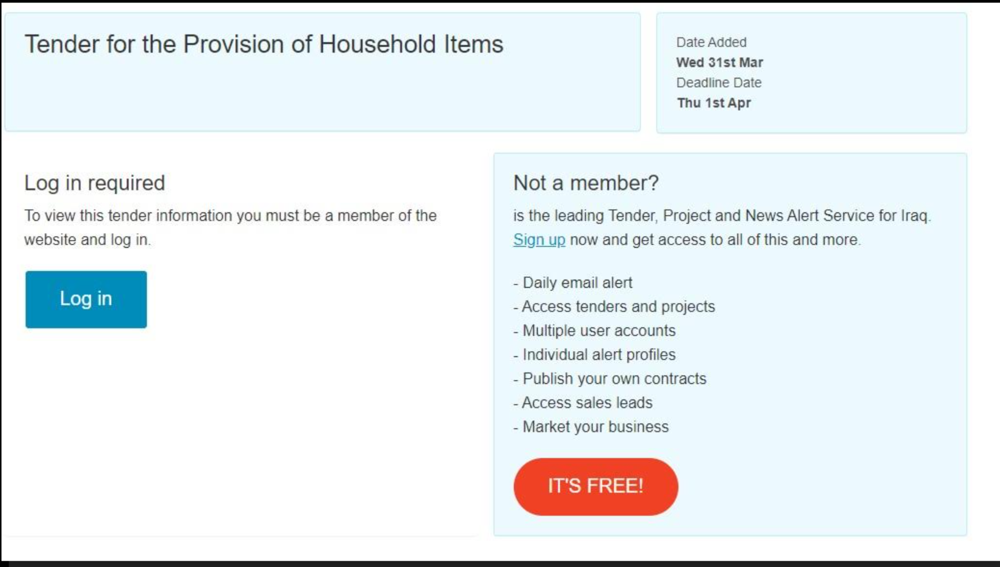 Tender for the Provision of Household Items
Date Added
Wed 31st Mar
Deadline Date
Thu 1st Apr
Log in required
To view this tender information you must be a member of the
website and log in.
Log in
Not a member?
is the leading Tender, Project and News Alert Service for Iraq.
Sign up now and get access to all of this and more.
- Daily email alert
- Access tenders and projects
- Multiple user accounts
- Individual alert profiles
- Publish your own contracts
- Access sales leads
- Market your business
IT'S FREE!